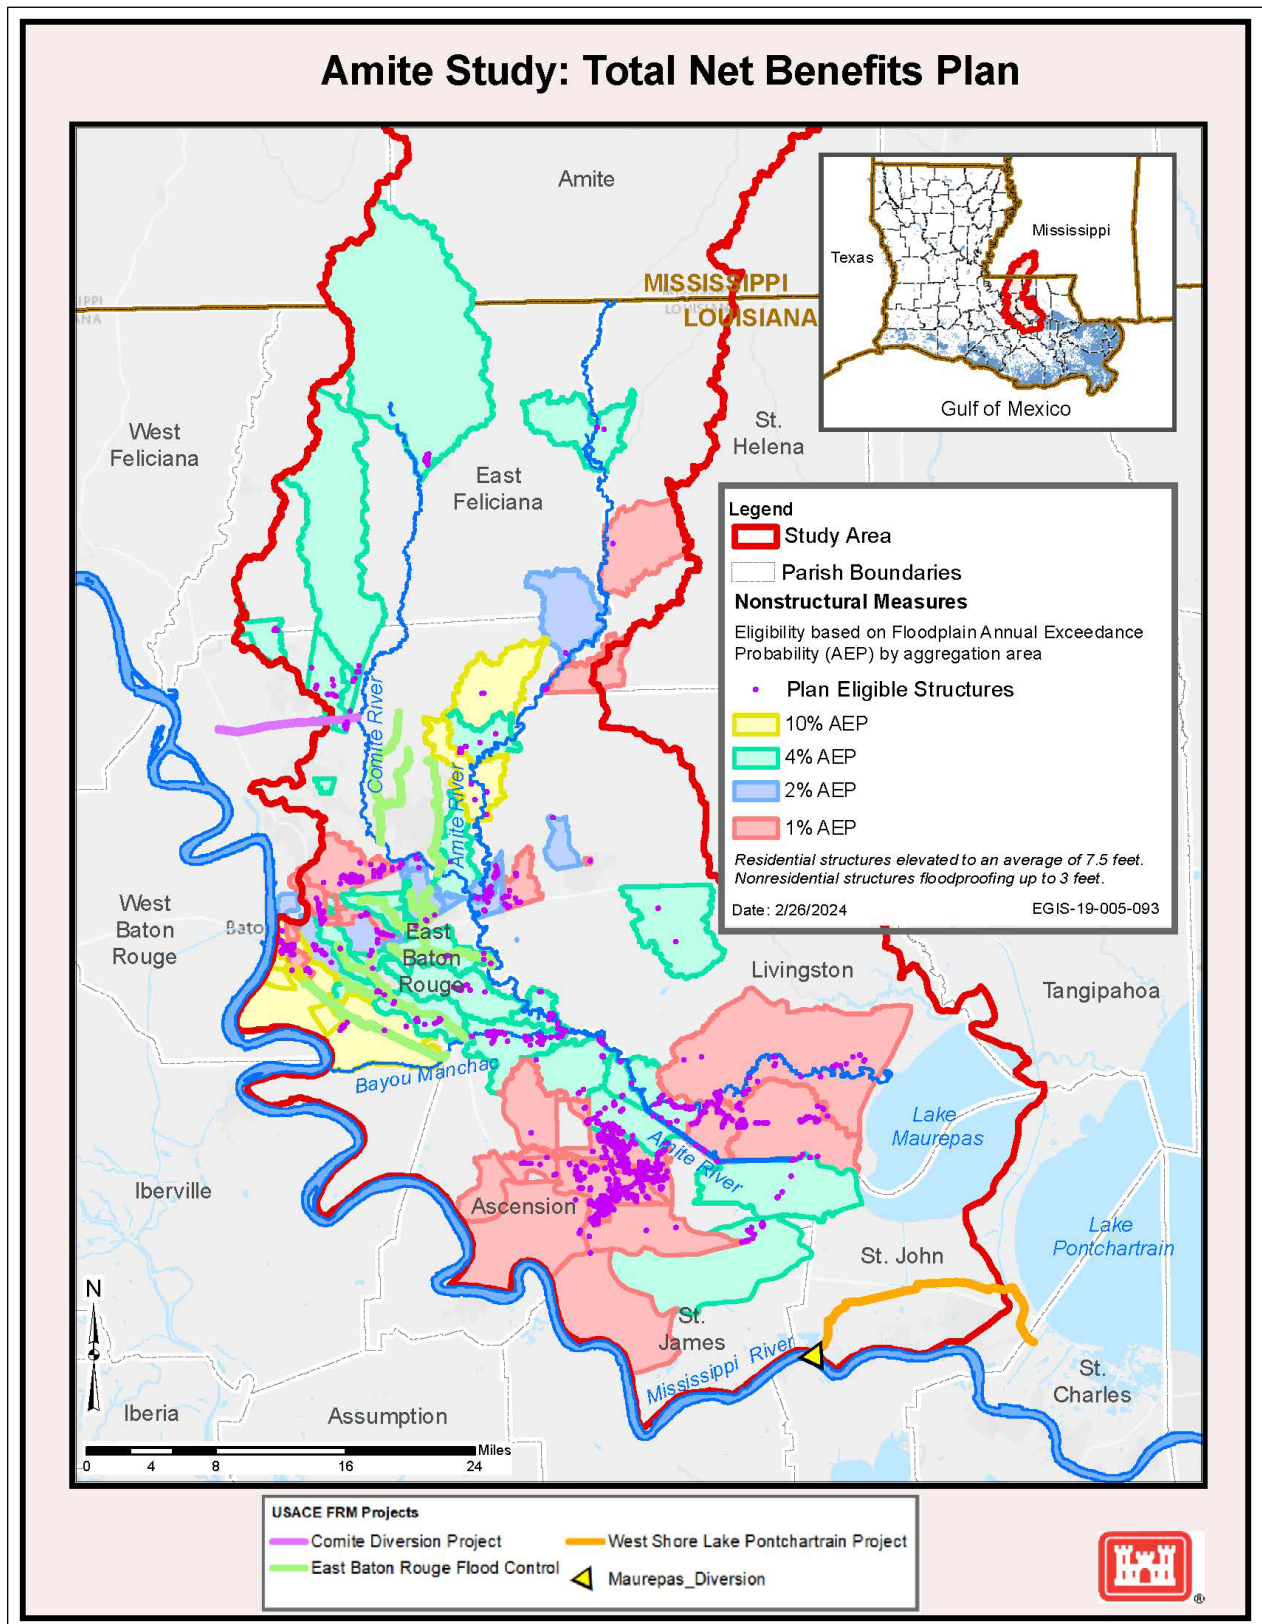 Amite Study: Total Net Benefits Plan
Amite
Mississippi
Texas
Gulf of Mexico
MISSISSIPPI
LOUISIANA
West
Feliciana
East
Feliciana
St.
Helena
Legend
Study Area
Parish Boundaries
Nonstructural Measures
Eligibility based on Floodplain Annual Exceedance
Probability (AEP) by aggregation area
Plan Eligible Structures
10% AEP
4% AEP
2% AEP
1% AEP
Residential structures elevated to an average of 7.5 feet.
Nonresidential structures floodproofing up to 3 feet.
Date: 2/26/2024
EGIS-19-005-093
Comite River
Amite River
West
Baton
Rouge
Bato
East
Baton
Rouge
Livingston
Tangipahoa
Bayou Manchac
Lake
Maurepas
Amite River
Iberville
Ascension
Lake
Pontchartrain
St. John
St.
James
Mississippi River
St.
Charles
N
Iberia
Assumption
Miles
0 4 8 16 24
USACE FRM Projects
Comite Diversion Project
West Shore Lake Pontchartrain Project
East Baton Rouge Flood Control
Maurepas_Diversion
®